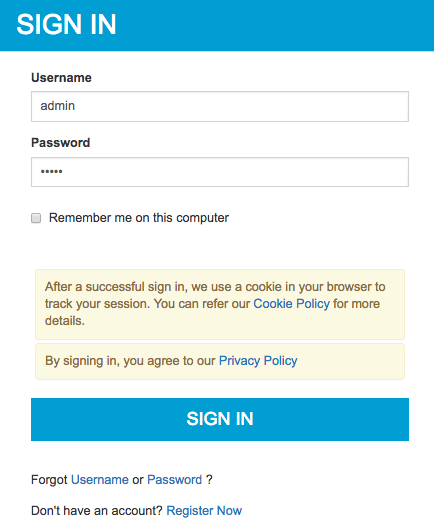 SIGN IN
Username
admin
Password
•••••
Remember me on this computer
After a successful sign in, we use a cookie in your browser to
track your session. You can refer our Cookie Policy for more
details.
By signing in, you agree to our Privacy Policy
SIGN IN
Forgot Username or Password ?
Don't have an account? Register Now